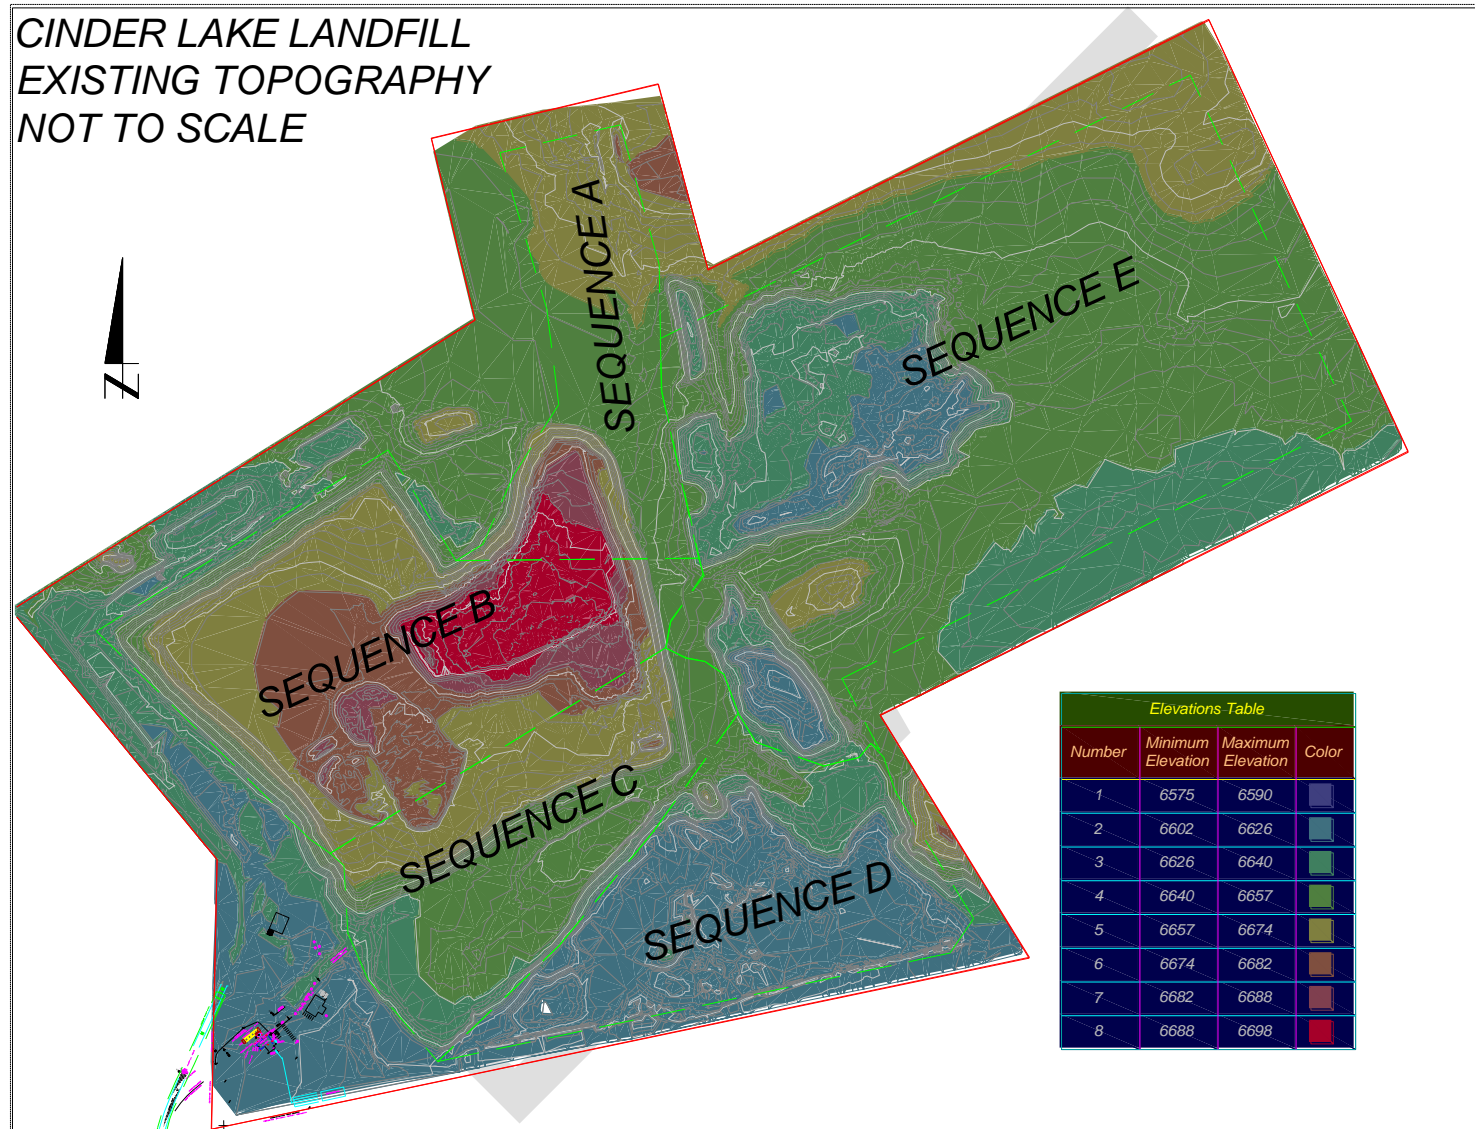 CINDER LAKE LANDFILL
EXISTING TOPOGRAPHY
NOT TO SCALE
SEQUENCE A
SEQUENCE E
SEQUENCE B
SEQUENCE C
SEQUENCE D
N
Elevations Table
Number Minimum Elevation Maximum Elevation Color
1 6575 6590
2 6602 6626
3 6626 6640
4 6640 6657
5 6657 6674
6 6674 6682
7 6682 6688
8 6688 6698